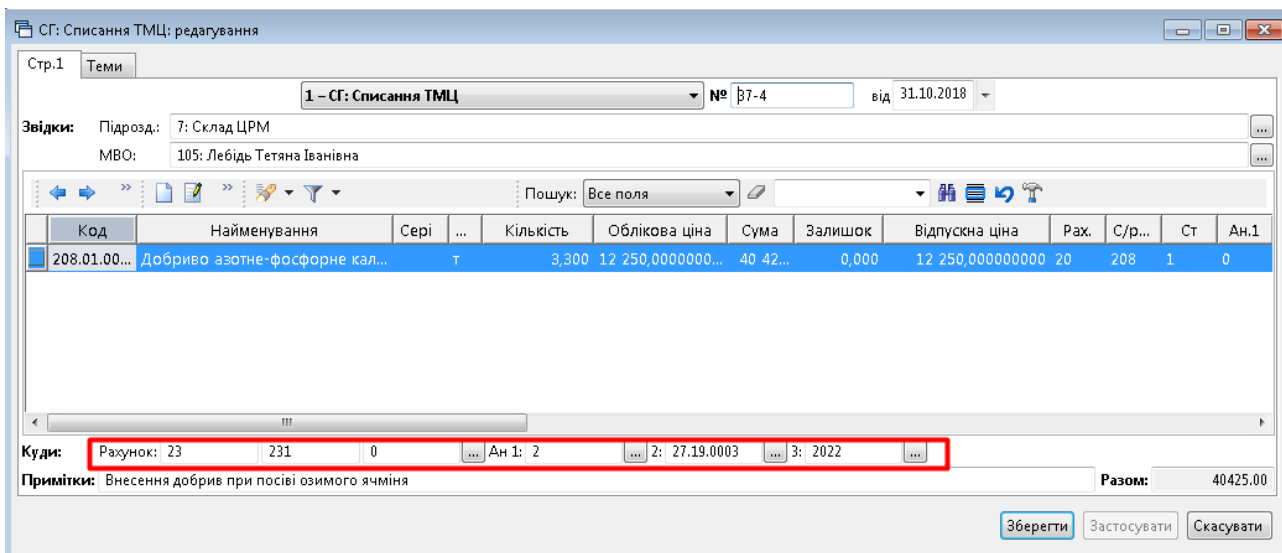 СГ: Списання ТМЦ: редагування
Стр.1 Теми
1 – СГ: Списання ТМЦ № 37-4 від 31.10.2018
Звідки: Підрозд.: 7: Склад ЦРМ ...
МВО: 105: Лебідь Тетяна Іванівна ...
Пошук: Все поля
Код Найменування Сері ... Кількість Облікова ціна Сума Залишок Відпускна ціна Рах. С/р... Ст Ан.1
208.01.00... Добриво азотне-фосфорне кал... т 3,300 12 250,0000000... 40 42... 0,000 12 250,000000000 20 208 1 0
Куди: Рахунок: 23 231 0 ... Ан 1: 2 ... 2: 27.19.0003 ... 3: 2022 ...
Примітки: Внесення добрив при посіві озимого ячміня Разом: 40425.00
Зберегти Застосувати Скасувати